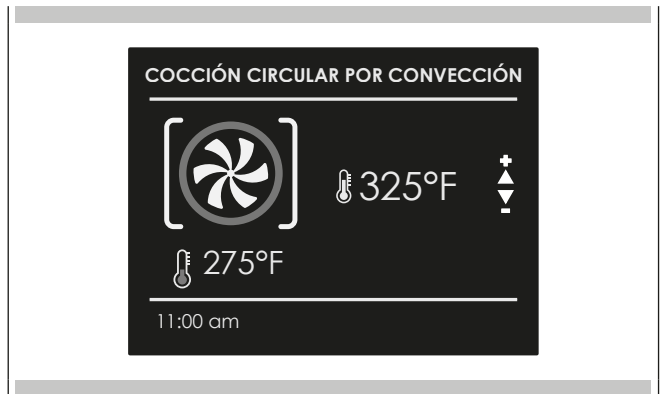 COCCIÓN CIRCULAR POR CONVECCIÓN
325°F
+
-
275°F
11:00 am